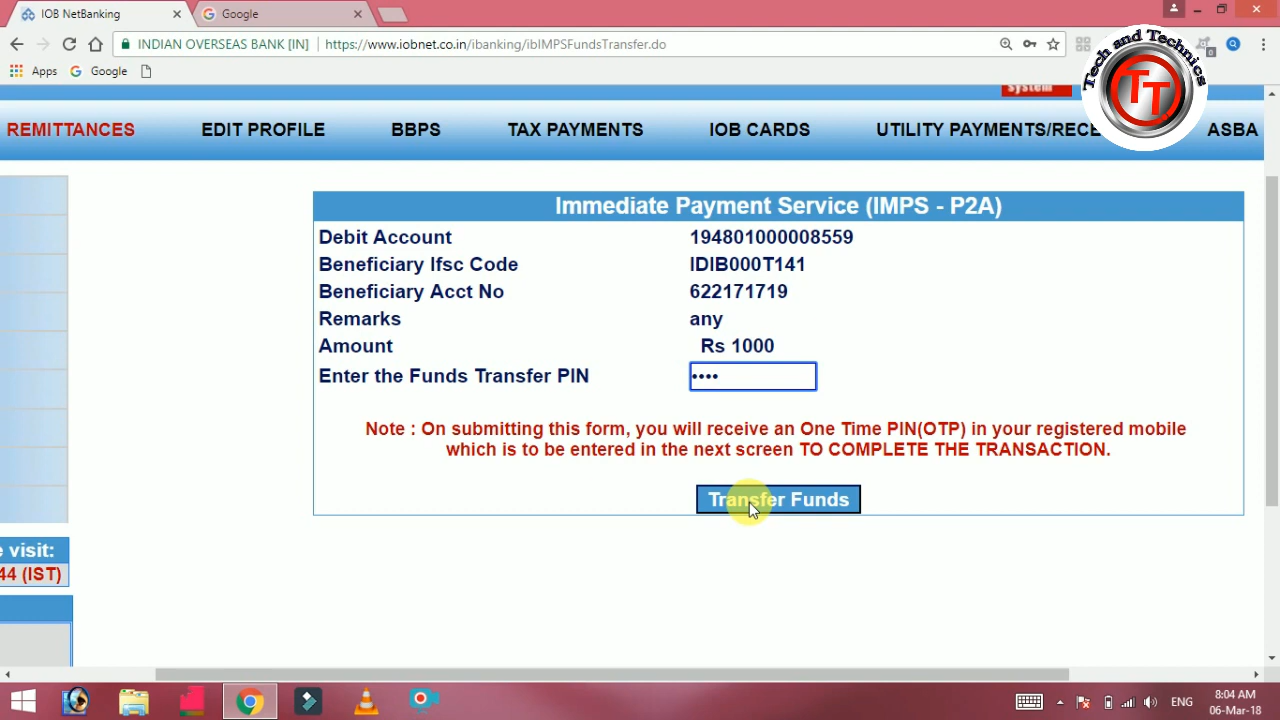 IOB NetBanking
Google
INDIAN OVERSEAS BANK [IN] https://www.iobnet.co.in/ibanking/ibIMPSFundsTransfer.do
Apps Google
Tech and Technics
TT
System
REMITTANCES EDIT PROFILE BBPS TAX PAYMENTS IOB CARDS UTILITY PAYMENTS/RECE ASBA
Immediate Payment Service (IMPS - P2A)
Debit Account 194801000008559
Beneficiary Ifsc Code IDIB000T141
Beneficiary Acct No 622171719
Remarks any
Amount Rs 1000
Enter the Funds Transfer PIN ••••
Note : On submitting this form, you will receive an One Time PIN(OTP) in your registered mobile
which is to be entered in the next screen TO COMPLETE THE TRANSACTION.
Transfer Funds
e visit:
44 (IST)
ENG
8:04 AM
06-Mar-18